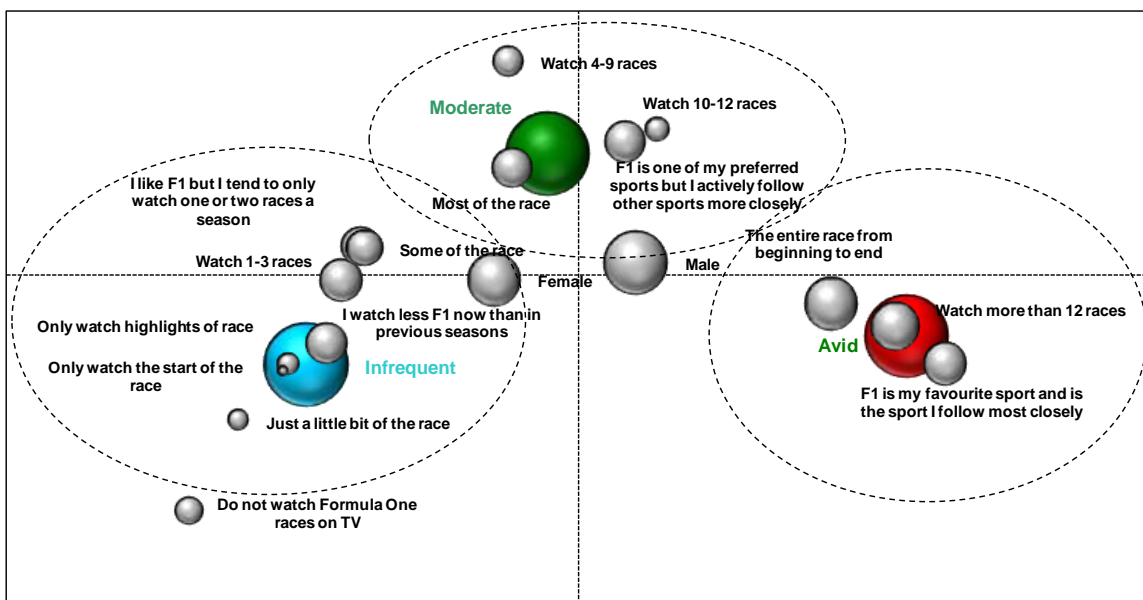 Watch 4-9 races
Moderate
Watch 10-12 races
F1 is one of my preferred
sports but I actively follow
other sports more closely
Most of the race
I like F1 but I tend to only
watch one or two races a
season
Some of the race
Watch 1-3 races
Female
Male
The entire race from
beginning to end
I watch less F1 now than in
previous seasons
Only watch highlights of race
Only watch the start of the
race
Infrequent
Just a little bit of the race
Do not watch Formula One
races on TV
Watch more than 12 races
Avid
F1 is my favourite sport and is
the sport I follow most closely